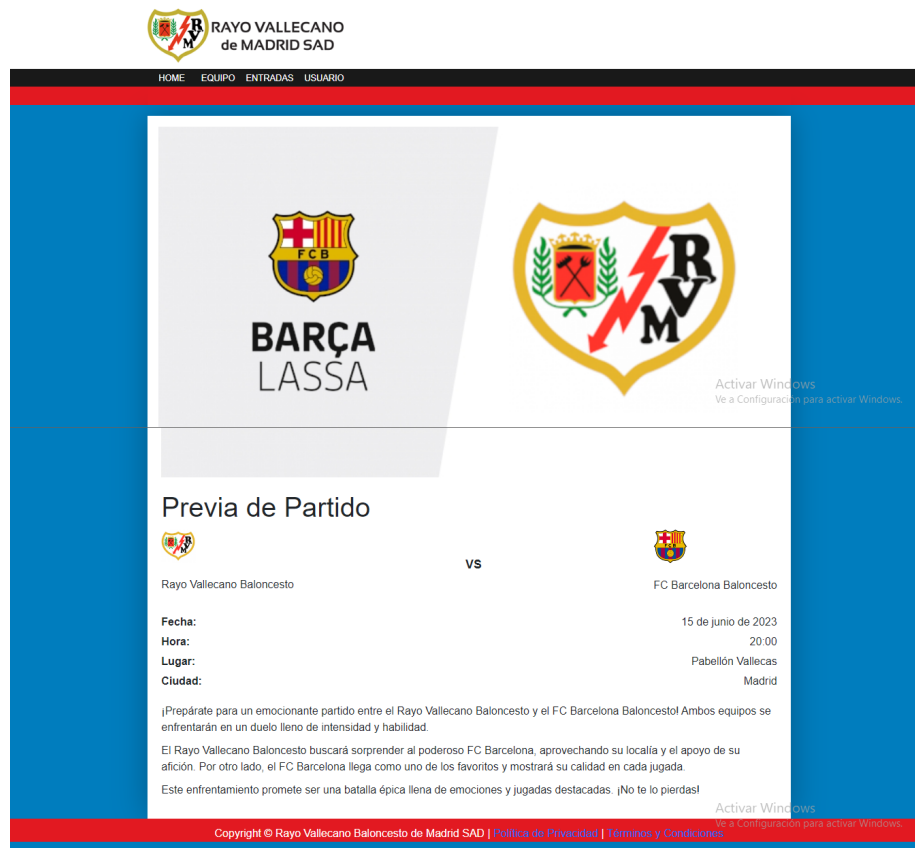 RAYO VALLECANO
de MADRID SAD
HOME EQUIPO ENTRADAS USUARIO
FCB
BARÇA
LASSA
RVM
Activar Windows
Ve a Configuración para activar Windows.
Previa de Partido
VS
Rayo Vallecano Baloncesto FC Barcelona Baloncesto
Fecha: 15 de junio de 2023
Hora: 20:00
Lugar: Pabellón Vallecas
Ciudad: Madrid
¡Prepárate para un emocionante partido entre el Rayo Vallecano Baloncesto y el FC Barcelona Baloncesto! Ambos equipos se
enfrentarán en un duelo lleno de intensidad y habilidad.
El Rayo Vallecano Baloncesto buscará sorprender al poderoso FC Barcelona, aprovechando su localía y el apoyo de su
afición. Por otro lado, el FC Barcelona llega como uno de los favoritos y mostrará su calidad en cada jugada.
Este enfrentamiento promete ser una batalla épica llena de emociones y jugadas destacadas. ¡No te lo pierdas!
Activar Windows
Ve a Configuración para activar Windows.
Copyright © Rayo Vallecano Baloncesto de Madrid SAD | Política de Privacidad | Términos y Condiciones